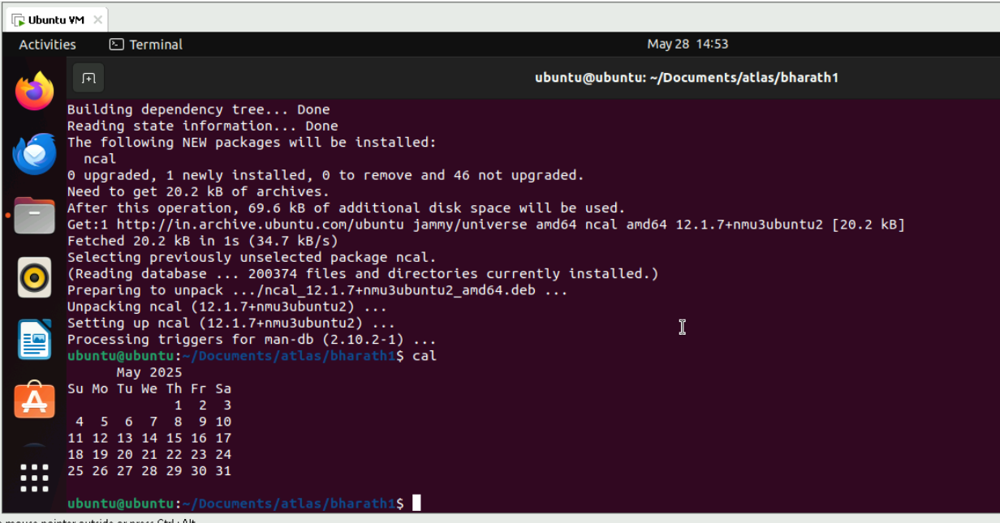 Ubuntu VM
Activities
Terminal
May 28 14:53
ubuntu@ubuntu: ~/Documents/atlas/bharath1
Building dependency tree... Done
Reading state information... Done
The following NEW packages will be installed:
  ncal
0 upgraded, 1 newly installed, 0 to remove and 46 not upgraded.
Need to get 20.2 kB of archives.
After this operation, 69.6 kB of additional disk space will be used.
Get:1 http://in.archive.ubuntu.com/ubuntu jammy/universe amd64 ncal amd64 12.1.7+nmu3ubuntu2 [20.2 kB]
Fetched 20.2 kB in 1s (34.7 kB/s)
Selecting previously unselected package ncal.
(Reading database ... 200374 files and directories currently installed.)
Preparing to unpack .../ncal_12.1.7+nmu3ubuntu2_amd64.deb ...
Unpacking ncal (12.1.7+nmu3ubuntu2) ...
Setting up ncal (12.1.7+nmu3ubuntu2) ...
Processing triggers for man-db (2.10.2-1) ...
ubuntu@ubuntu:~/Documents/atlas/bharath1$ cal
      May 2025
Su Mo Tu We Th Fr Sa
             1  2  3
 4  5  6  7  8  9 10
11 12 13 14 15 16 17
18 19 20 21 22 23 24
25 26 27 28 29 30 31
ubuntu@ubuntu:~/Documents/atlas/bharath1$
mouse pointer outside or press Ctrl+Alt